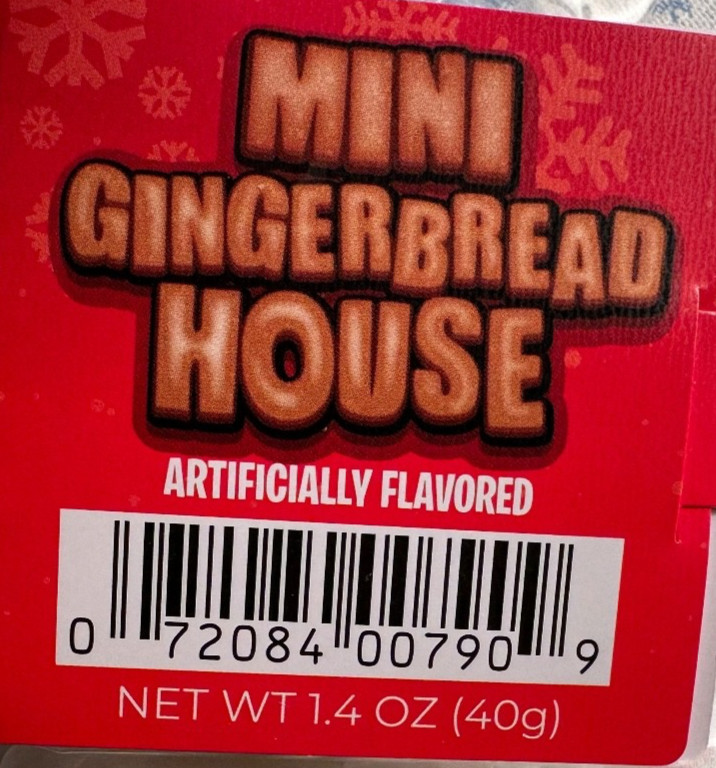 MINI
GINGERBREAD
HOUSE
ARTIFICIALLY FLAVORED
0 72084 00790 9
NET WT 1.4 OZ (40g)